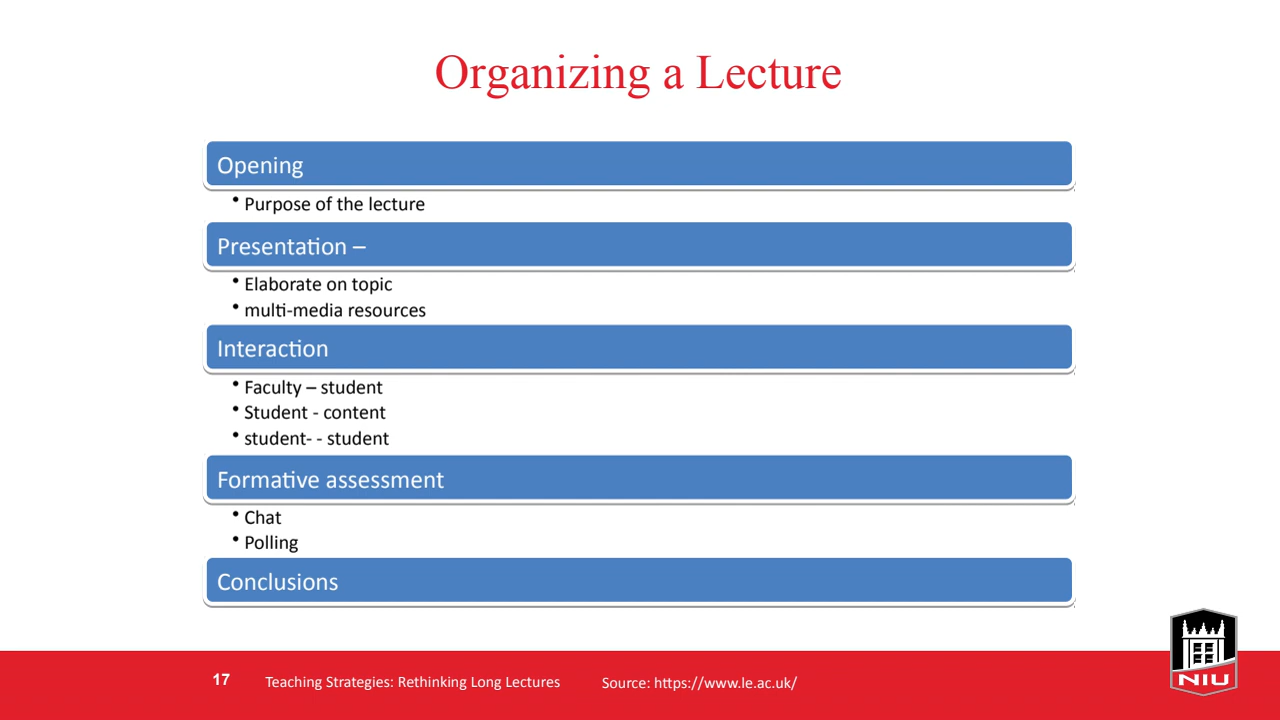 Organizing a Lecture
Opening
• Purpose of the lecture
Presentation –
• Elaborate on topic
• multi-media resources
Interaction
• Faculty – student
• Student - content
• student- - student
Formative assessment
• Chat
• Polling
Conclusions
17 Teaching Strategies: Rethinking Long Lectures Source: https://www.le.ac.uk/
NIU